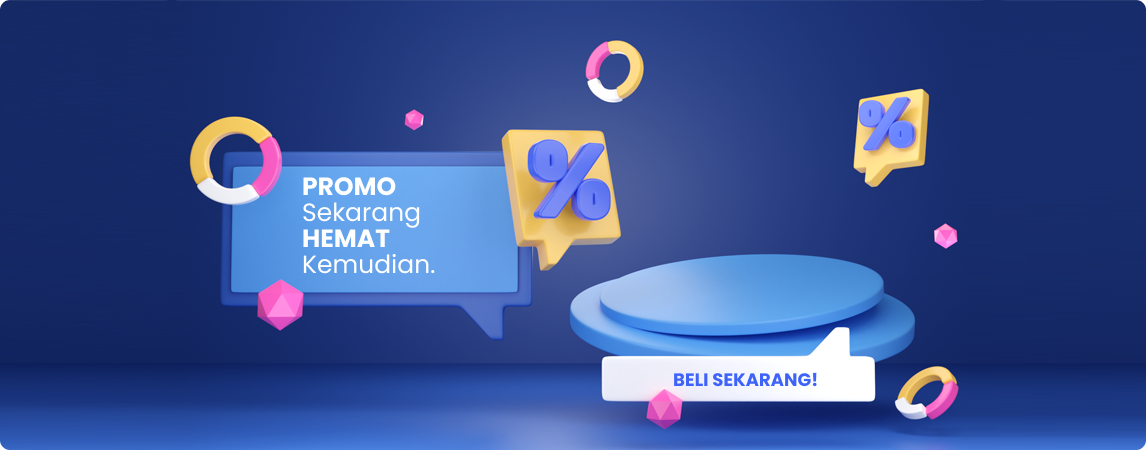 PROMO
Sekarang
HEMAT
Kemudian.
%
%
BELI SEKARANG!